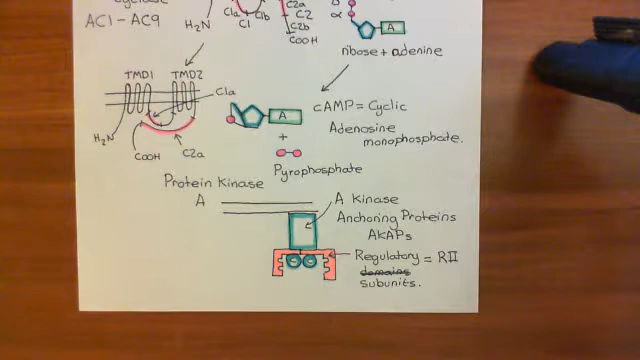 cyclase
AC1-AC9
H₂N
C1a
C1b
C1
C2a
C2
C2b
COOH
α
A
ribose + adenine
TMD1
TMD2
C1a
H₂N
COOH
C2a
A
+
Pyrophosphate
cAMP = Cyclic
Adenosine
monophosphate.
Protein Kinase
A
A Kinase
Anchoring Proteins
AKAPs
Regulatory = RII
domains
subunits.